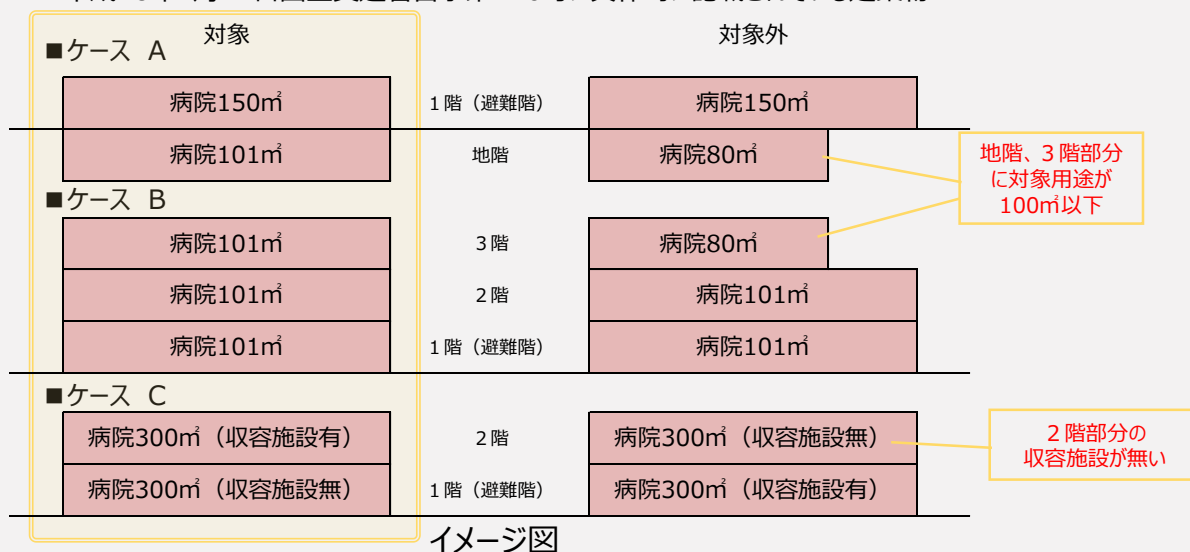 対象 対象外
■ケース A
病院150㎡ 1階（避難階） 病院150㎡
病院101㎡ 地階 病院80㎡
地階、3階部分
に対象用途が
100㎡以下
■ケース B
病院101㎡ 3階 病院80㎡
病院101㎡ 2階 病院101㎡
病院101㎡ 1階（避難階） 病院101㎡
■ケース C
病院300㎡（収容施設有） 2階 病院300㎡（収容施設無）
2階部分の
収容施設が無い
病院300㎡（収容施設無） 1階（避難階） 病院300㎡（収容施設有）
イメージ図